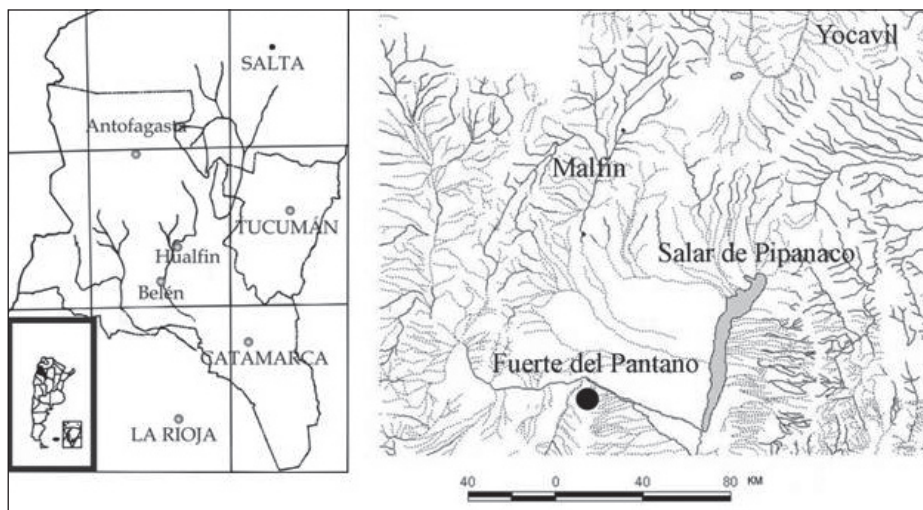 SALTA
Antofagasta
TUCUMÁN
Hualfín
Belén
CATAMARCA
LA RIOJA
Yocavil
Malfin
Salar de Pipanaco
Fuerte del Pantano
40 0 40 80 KM